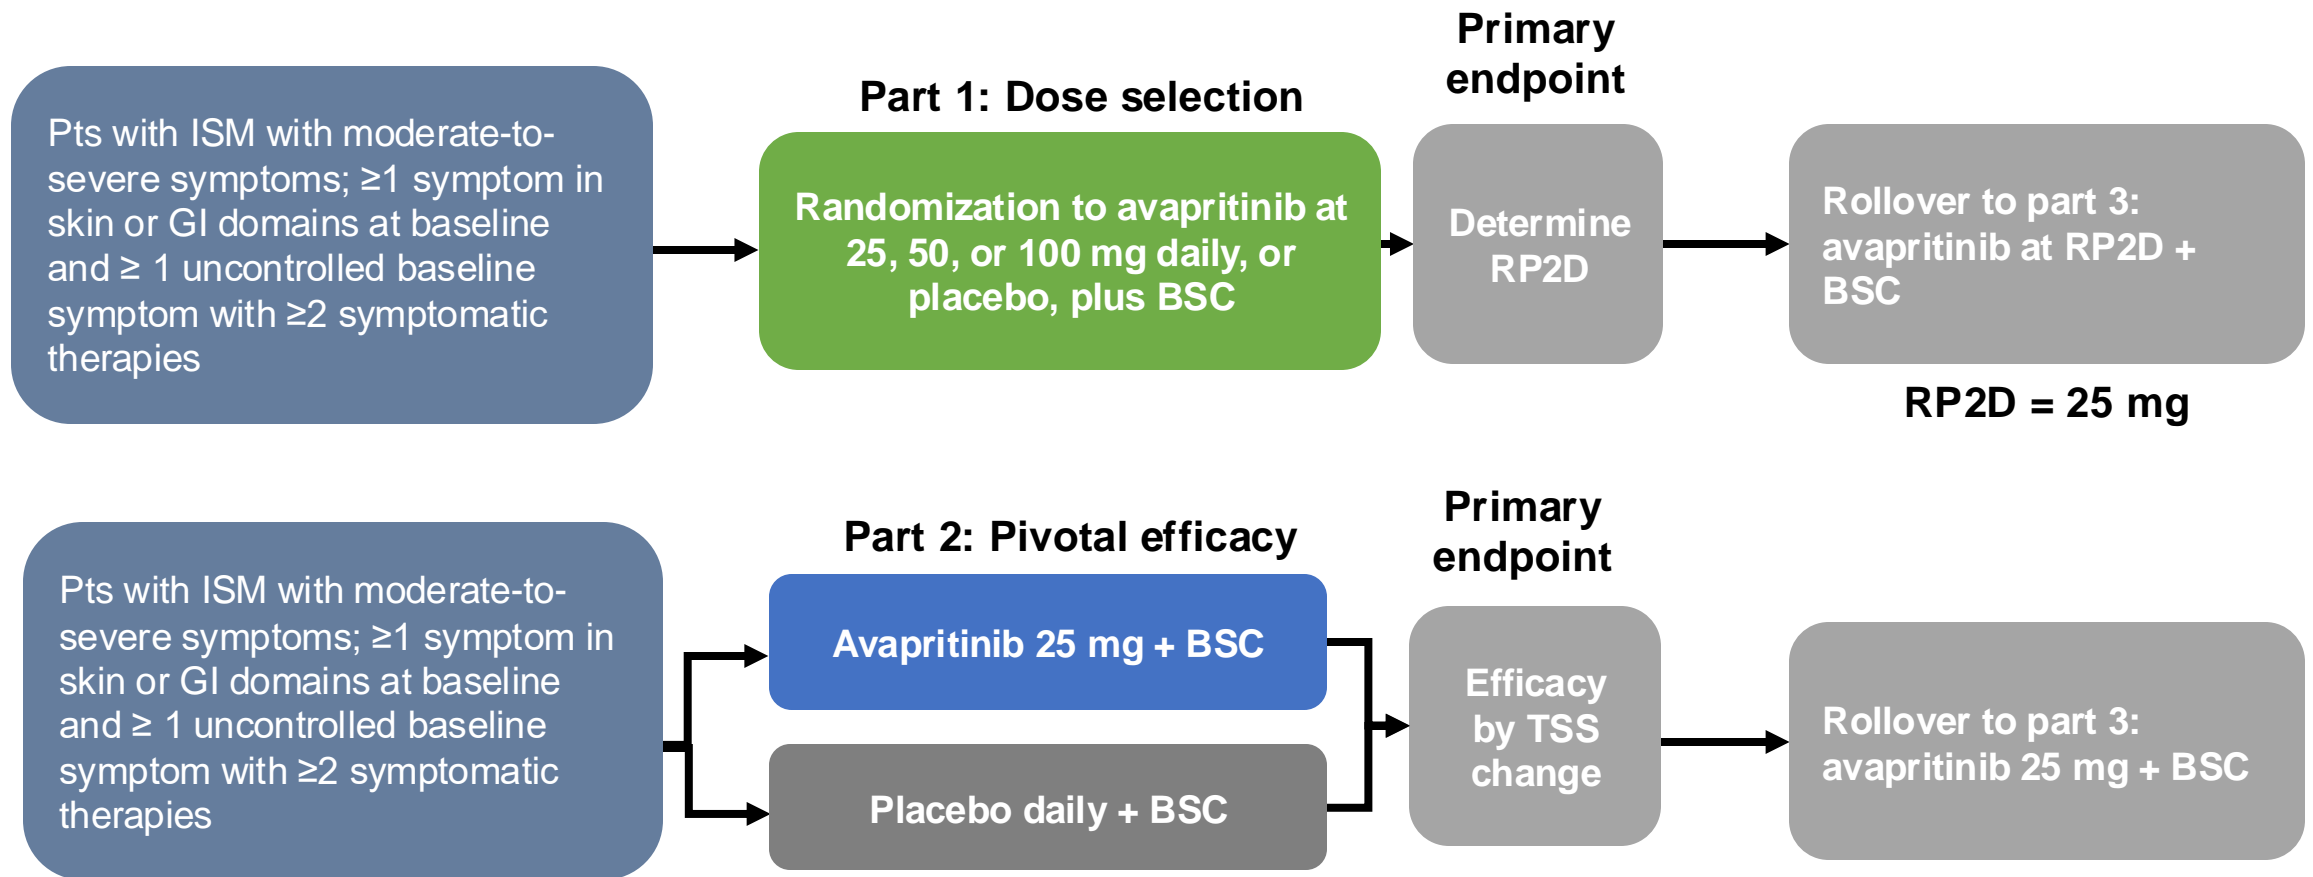 Primary
endpoint
Part 1: Dose selection
Pts with ISM with moderate-to-
severe symptoms; ≥1 symptom in
skin or GI domains at baseline
and ≥ 1 uncontrolled baseline
symptom with ≥2 symptomatic
therapies
Randomization to avapritinib at
25, 50, or 100 mg daily, or
placebo, plus BSC
Determine
RP2D
Rollover to part 3:
avapritinib at RP2D +
BSC
RP2D = 25 mg
Primary
endpoint
Part 2: Pivotal efficacy
Pts with ISM with moderate-to-
severe symptoms; ≥1 symptom in
skin or GI domains at baseline
and ≥ 1 uncontrolled baseline
symptom with ≥2 symptomatic
therapies
Avapritinib 25 mg + BSC
Placebo daily + BSC
Efficacy
by TSS
change
Rollover to part 3:
avapritinib 25 mg + BSC